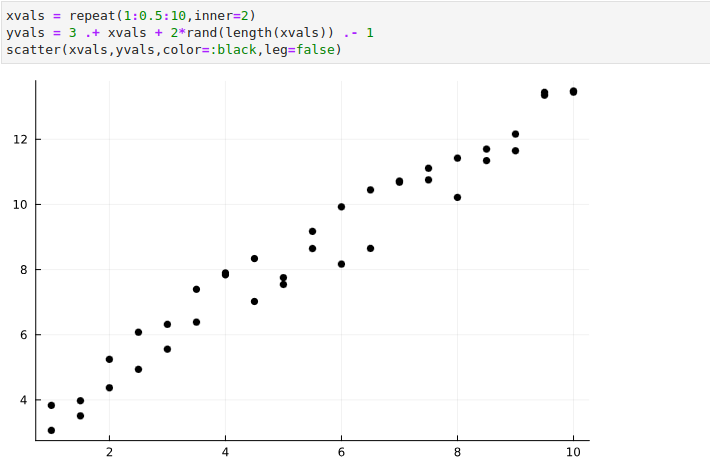 xvals = repeat(1:0.5:10,inner=2)
yvals = 3 .+ xvals + 2*rand(length(xvals)) .- 1
scatter(xvals,yvals,color=:black,leg=false)
12
10
8
6
4
2 4 6 8 10